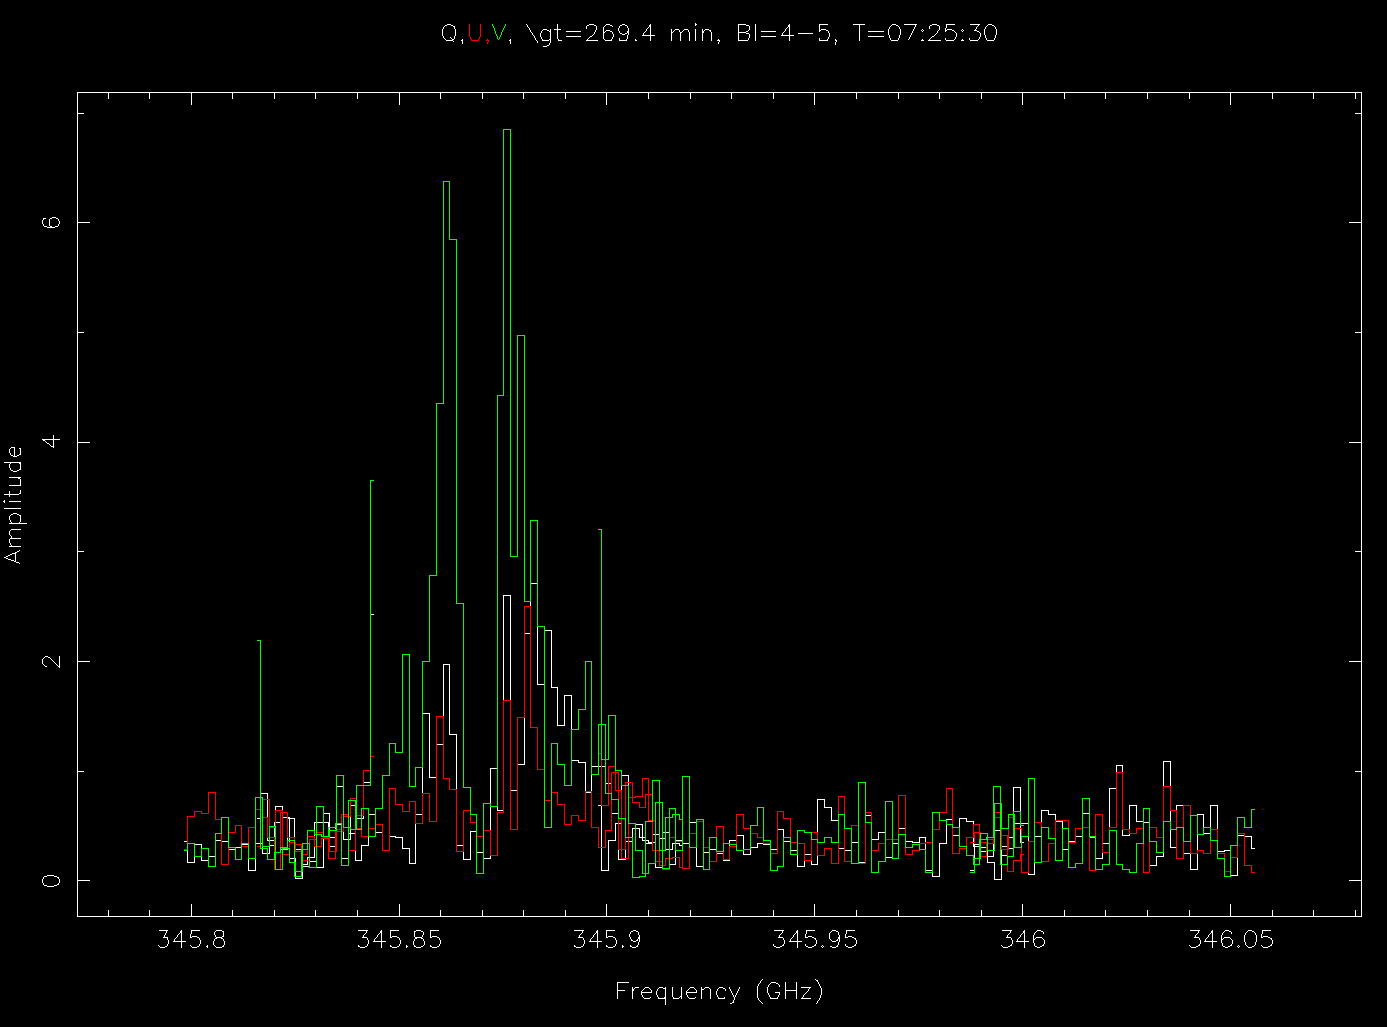 Q,U,V, \gt=269.4 min, Bl=4-5, T=07:25:30
6
4
2
0
Amplitude
345.8 345.85 345.9 345.95 346 346.05
Frequency (GHz)